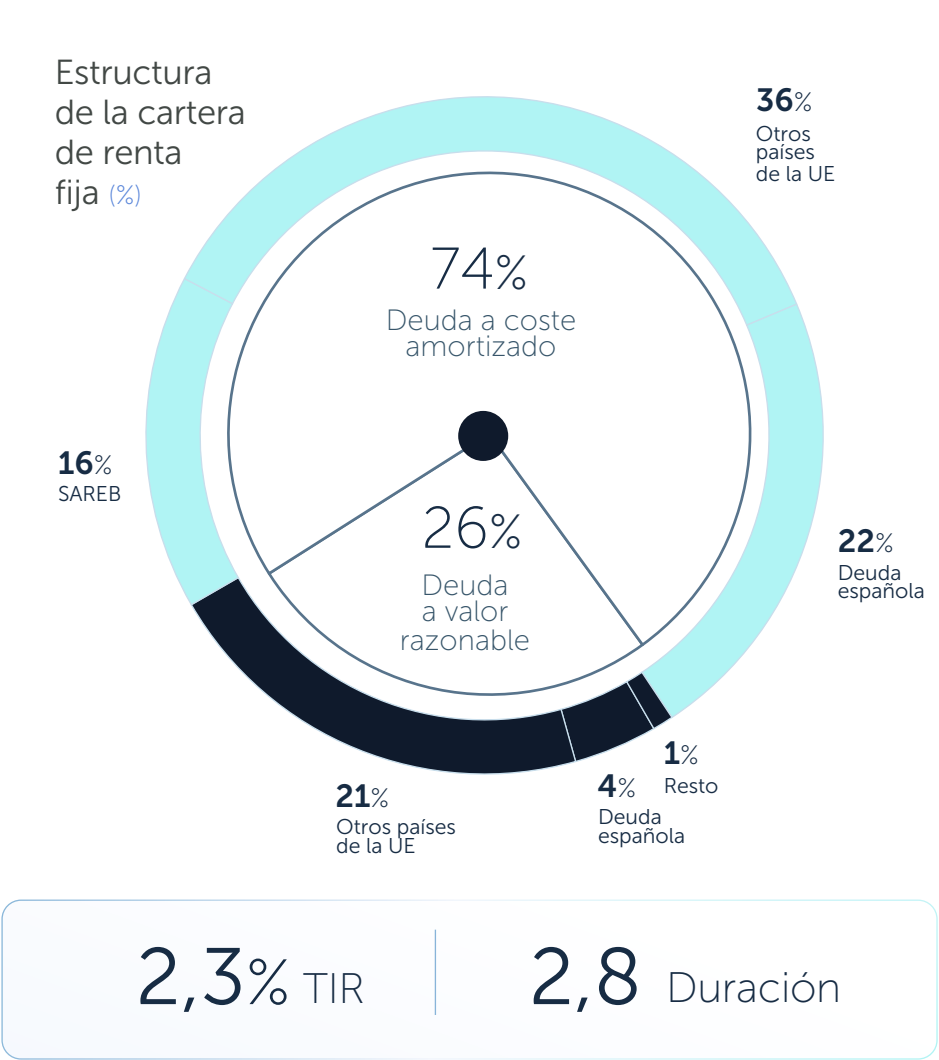 Estructura
de la cartera
de renta
fija (%)
36%
Otros
países
de la UE
74%
Deuda a coste
amortizado
16%
SAREB
26%
Deuda
a valor
razonable
22%
Deuda
española
1%
Resto
4%
Deuda
española
21%
Otros países
de la UE
2,3% TIR
2,8 Duración